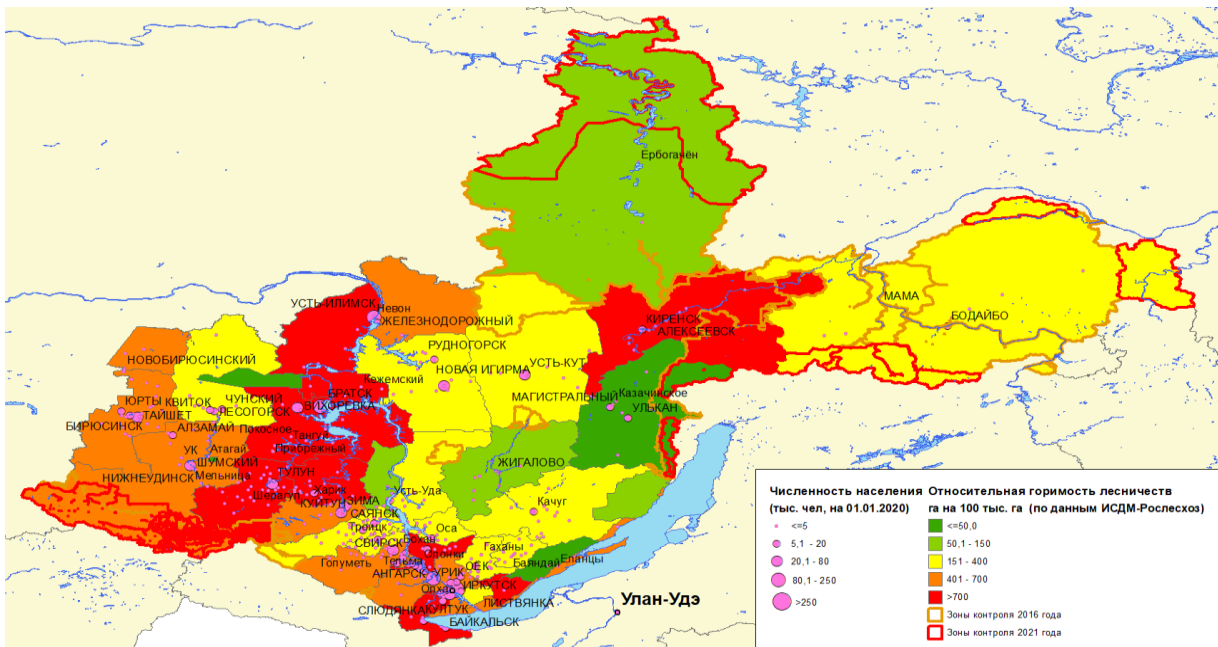 Ербогачён
МАМА
БОДАЙБО
УСТЬ-ИЛИМСК
Невон
ЖЕЛЕЗНОДОРОЖНЫЙ
КИРЕНСК
АЛЕКСЕЕВСК
РУДНОГОРСК
НОВОБИРЮСИНСКИЙ
УСТЬ-КУТ
НОВАЯ ИГИРМА
Кежемский
Казачинское
МАГИСТРАЛЬНЫЙ
УЛЬКАН
ЧУНСКИЙ
БРАТСК
ВИХОРЕВКА
ЮРТЫ
КВИТОК
ЛЕСОГОРСК
ТАЙШЕТ
БИРЮСИНСК
АЛЗАМАЙ
Покосное
Тангуй
Прибрежный
УК
Атагай
ШУМСКИЙ
НИЖНЕУДИНСК
Мельница
ТУЛУН
ЖИГАЛОВО
Шерагул
Харик
КУЙТУН
ЗИМА
Усть-Уда
Качуг
САЯНСК
Троицк
Оса
СВИРСК
Бохан
Гаханы
Голуметь
Тельма
Олонки
Баяндай
Еланцы
АНГАРСК
УРИК
ОЕК
ИРКУТСК
ЛИСТВЯНКА
СЛЮДЯНКА
КУЛТУК
БАЙКАЛЬСК
Улан-Удэ
Численность населения
(тыс. чел, на 01.01.2020)
<=5
5,1 - 20
20,1 - 80
80,1 - 250
>250
Относительная горимость лесничеств
га на 100 тыс. га (по данным ИСДМ-Рослесхоз)
<=50,0
50,1 - 150
151 - 400
401 - 700
>700
Зоны контроля 2016 года
Зоны контроля 2021 года